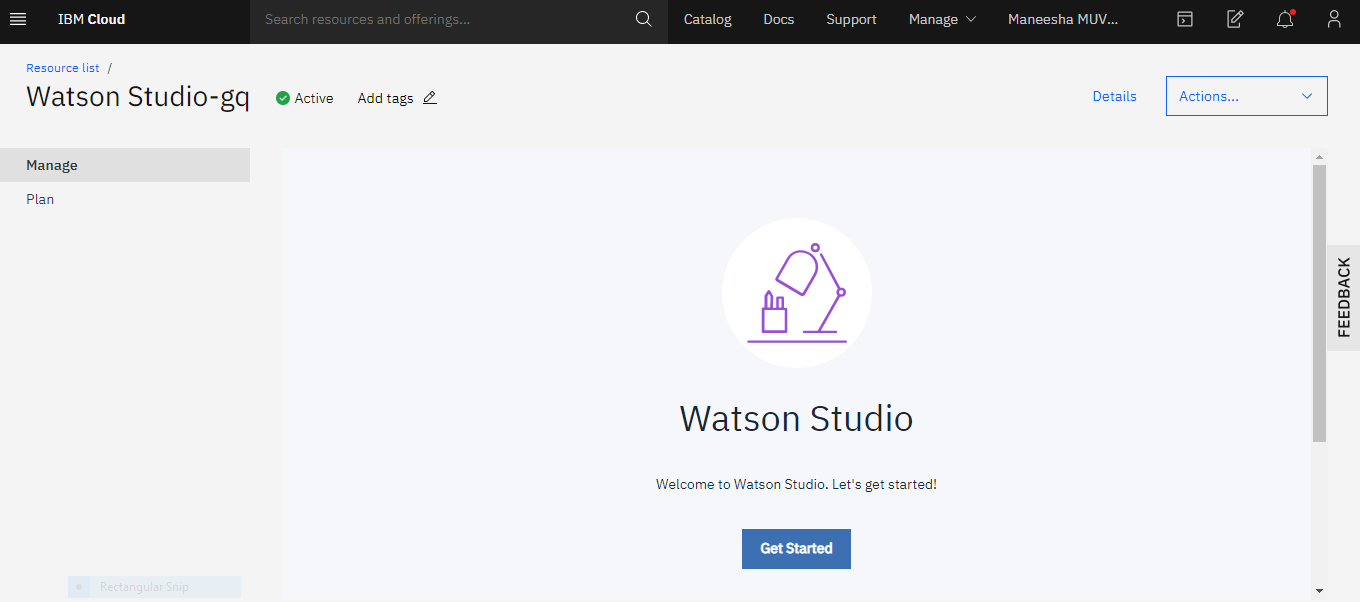 IBM Cloud
Search resources and offerings...
Catalog
Docs
Support
Manage
Maneesha MUV...
Resource list /
Watson Studio-gq
Active
Add tags
Details
Actions...
Manage
Plan
FEEDBACK
Watson Studio
Welcome to Watson Studio. Let's get started!
Get Started
Rectangular Snip